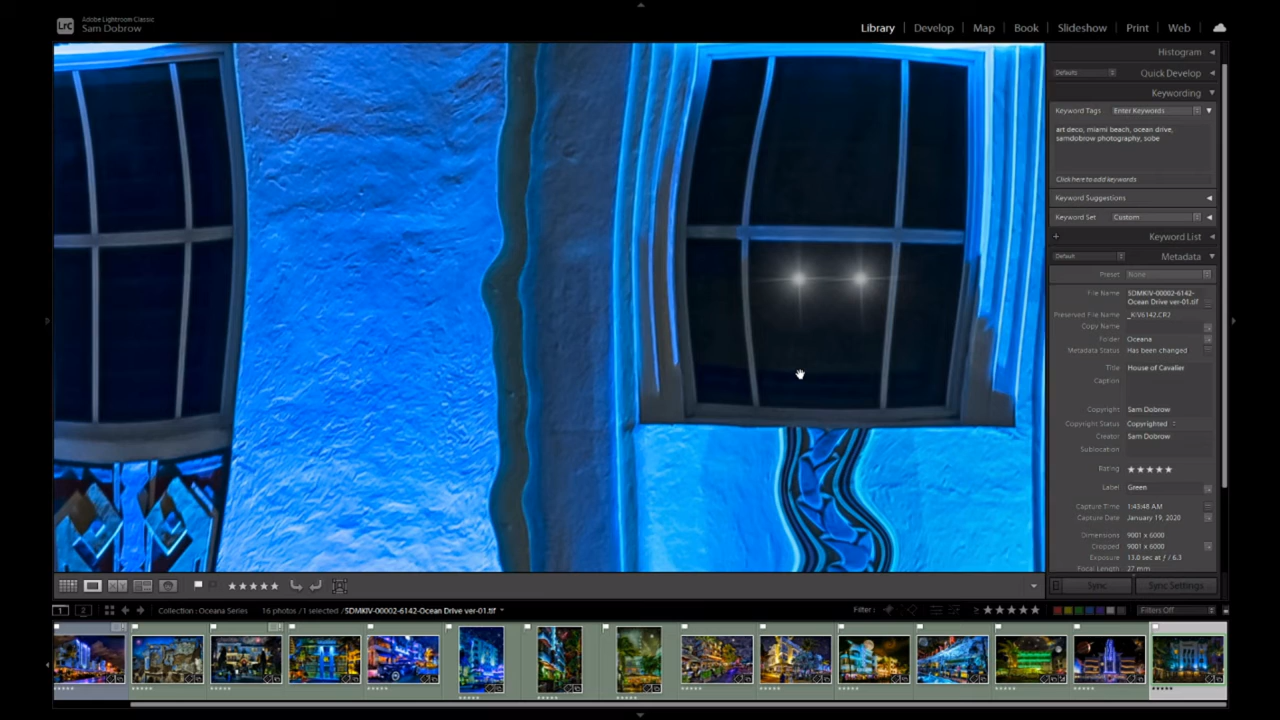 Lrc
Adobe Lightroom Classic
Sam Dobrow
Library | Develop | Map | Book | Slideshow | Print | Web
Histogram
Defaults
Quick Develop
Keywording
Keyword Tags Enter Keywords
art deco, miami beach, ocean drive,
samdobrow photography, sobe
Click here to add keywords
Keyword Suggestions
Keyword Set Custom
+ Keyword List
Default
Metadata
Preset None
File Name SDMKIV-00002-6142-
Ocean Drive ver-01.tif
Preserved File Name _KIV6142.CR2
Copy Name
Folder Oceana
Metadata Status Has been changed
Title House of Cavalier
Caption
Copyright Sam Dobrow
Copyright Status Copyrighted
Creator Sam Dobrow
Sublocation
Rating ★★★★★
Label Green
Capture Time 1:43:48 AM
Capture Date January 19, 2020
Dimensions 9001 x 6000
Cropped 9001 x 6000
Exposure 13.0 sec at f / 6.3
Focal Length 27 mm
Sync
Sync Settings
1 2 Collection : Oceana Series 16 photos / 1 selected / SDMKIV-00002-6142-Ocean Drive ver-01.tif
Filter :
Filters Off